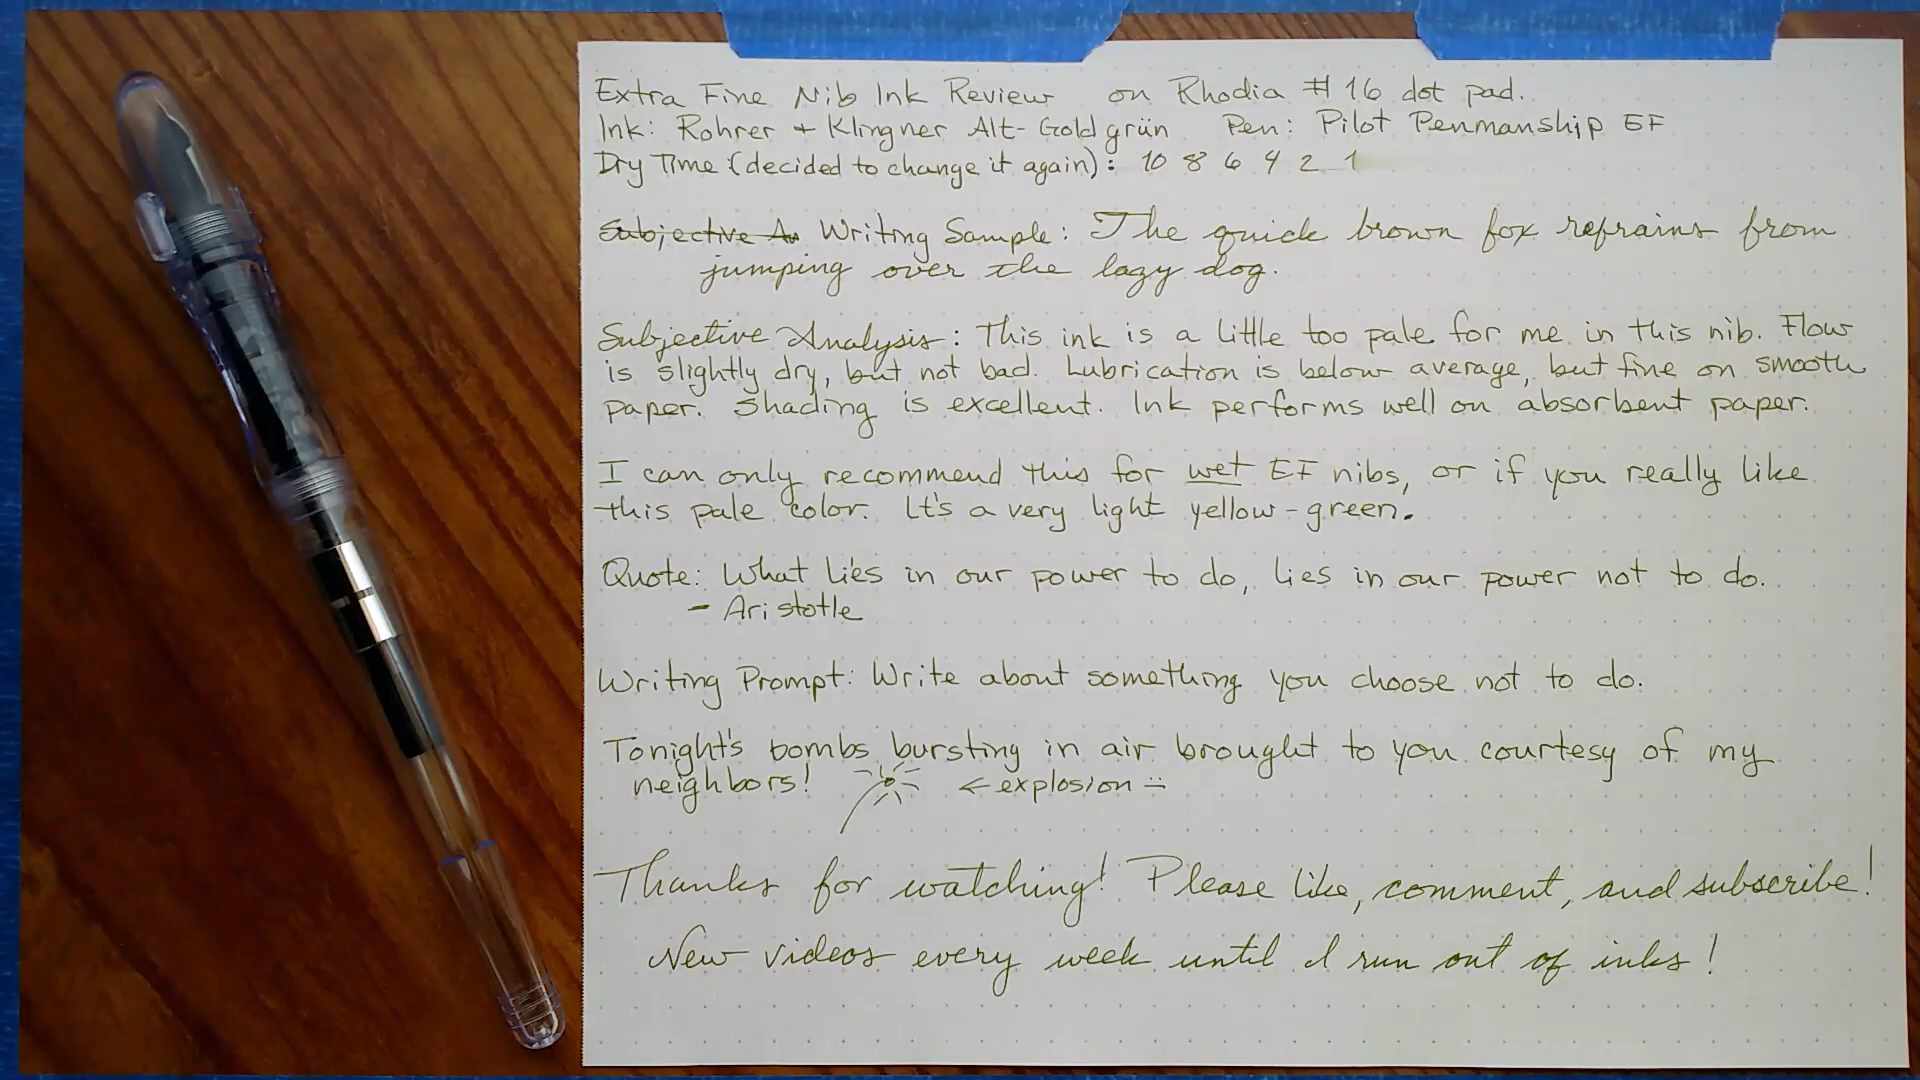 Extra Fine Nib Ink Review on Rhodia #16 dot pad.
Ink: Rohrer + Klingner Alt-Goldgrün Pen: Pilot Penmanship EF
Dry Time (decided to change it again): 10 8 6 4 2 1
Subjective An Writing Sample: The quick brown fox refrains from
jumping over the lazy dog.
Subjective Analysis: This ink is a little too pale for me in this nib. Flow
is slightly dry, but not bad. Lubrication is below average, but fine on smooth
paper. Shading is excellent. Ink performs well on absorbent paper.
I can only recommend this for wet EF nibs, or if you really like
this pale color. It's a very light yellow-green.
Quote: What lies in our power to do, lies in our power not to do.
- Aristotle
Writing Prompt: Write about something you choose not to do.
Tonight's bombs bursting in air brought to you courtesy of my
neighbors! ← explosion :-
Thanks for watching! Please like, comment, and subscribe!
New videos every week until I run out of inks!